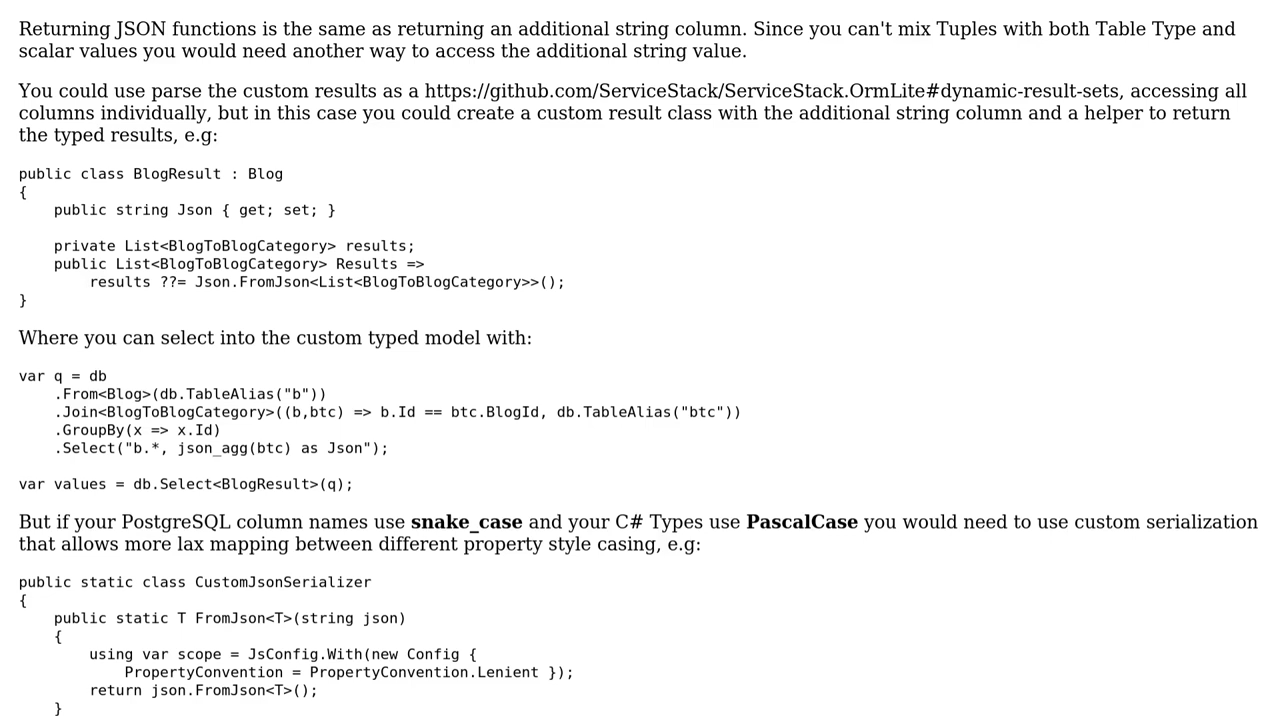 Returning JSON functions is the same as returning an additional string column. Since you can't mix Tuples with both Table Type and
scalar values you would need another way to access the additional string value.
You could use parse the custom results as a https://github.com/ServiceStack/ServiceStack.OrmLite#dynamic-result-sets, accessing all
columns individually, but in this case you could create a custom result class with the additional string column and a helper to return
the typed results, e.g:
public class BlogResult : Blog
{
    public string Json { get; set; }

    private List<BlogToBlogCategory> results;
    public List<BlogToBlogCategory> Results =>
        results ??= Json.FromJson<List<BlogToBlogCategory>>();
}
Where you can select into the custom typed model with:
var q = db
    .From<Blog>(db.TableAlias("b"))
    .Join<BlogToBlogCategory>((b,btc) => b.Id == btc.BlogId, db.TableAlias("btc"))
    .GroupBy(x => x.Id)
    .Select("b.*, json_agg(btc) as Json");

var values = db.Select<BlogResult>(q);
But if your PostgreSQL column names use snake_case and your C# Types use PascalCase you would need to use custom serialization
that allows more lax mapping between different property style casing, e.g:
public static class CustomJsonSerializer
{
    public static T FromJson<T>(string json)
    {
        using var scope = JsConfig.With(new Config {
            PropertyConvention = PropertyConvention.Lenient });
        return json.FromJson<T>();
    }